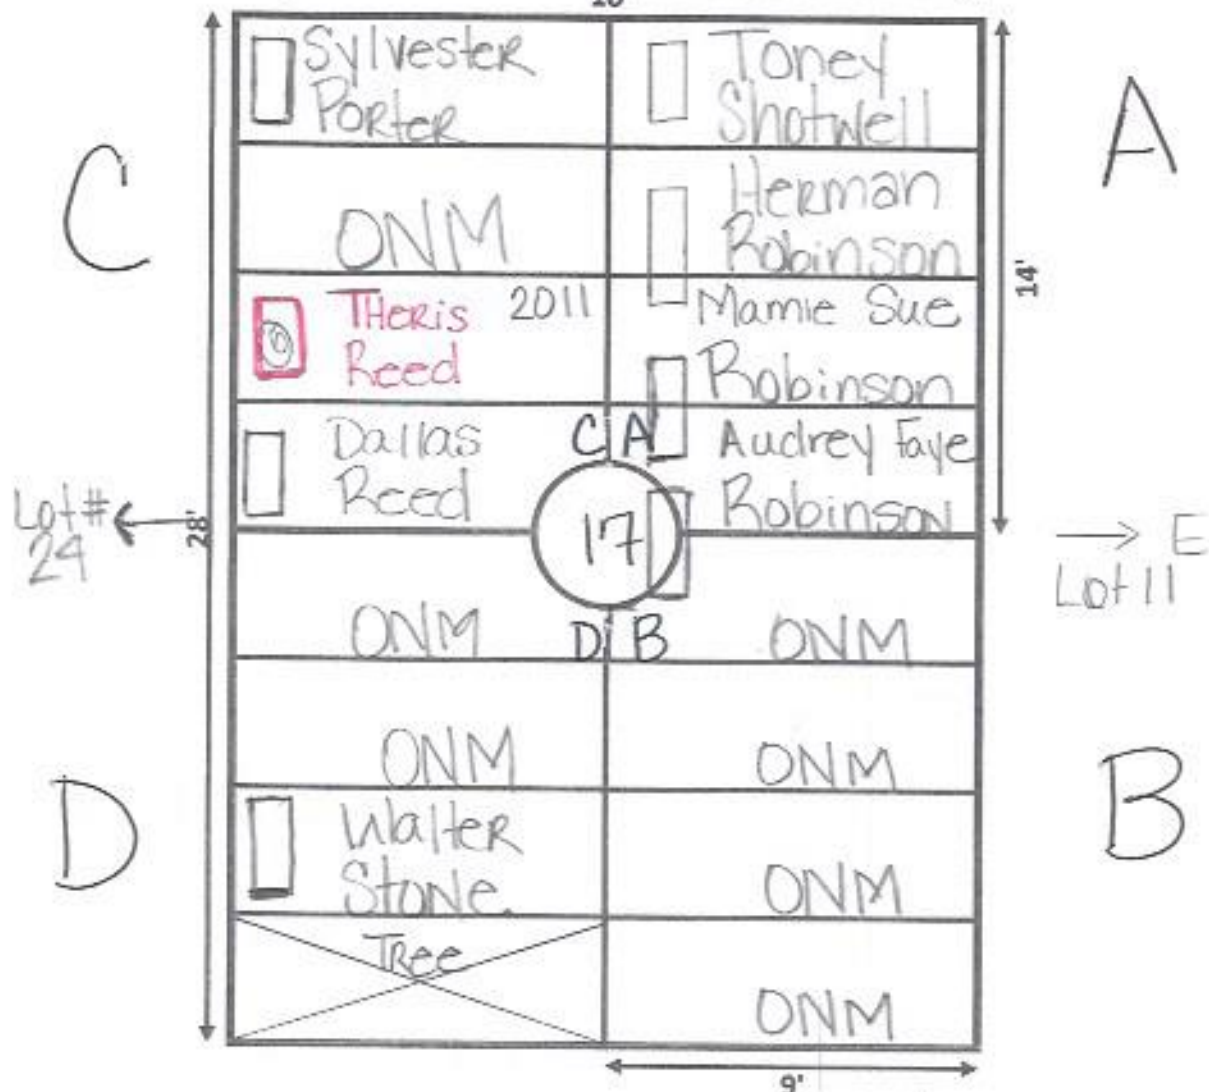 Sylvester
Porter
Toney
Shotwell
C
A
ONM
Herman
Robinson
THeris 2011
Reed
Mamie Sue
Robinson
14'
Dallas
Reed
C A
Audrey Faye
Robinson
Lot#
24
28'
17
E
Lot 11
ONM
D B
ONM
ONM
ONM
D
B
Walter
Stone
ONM
Tree
ONM
9'